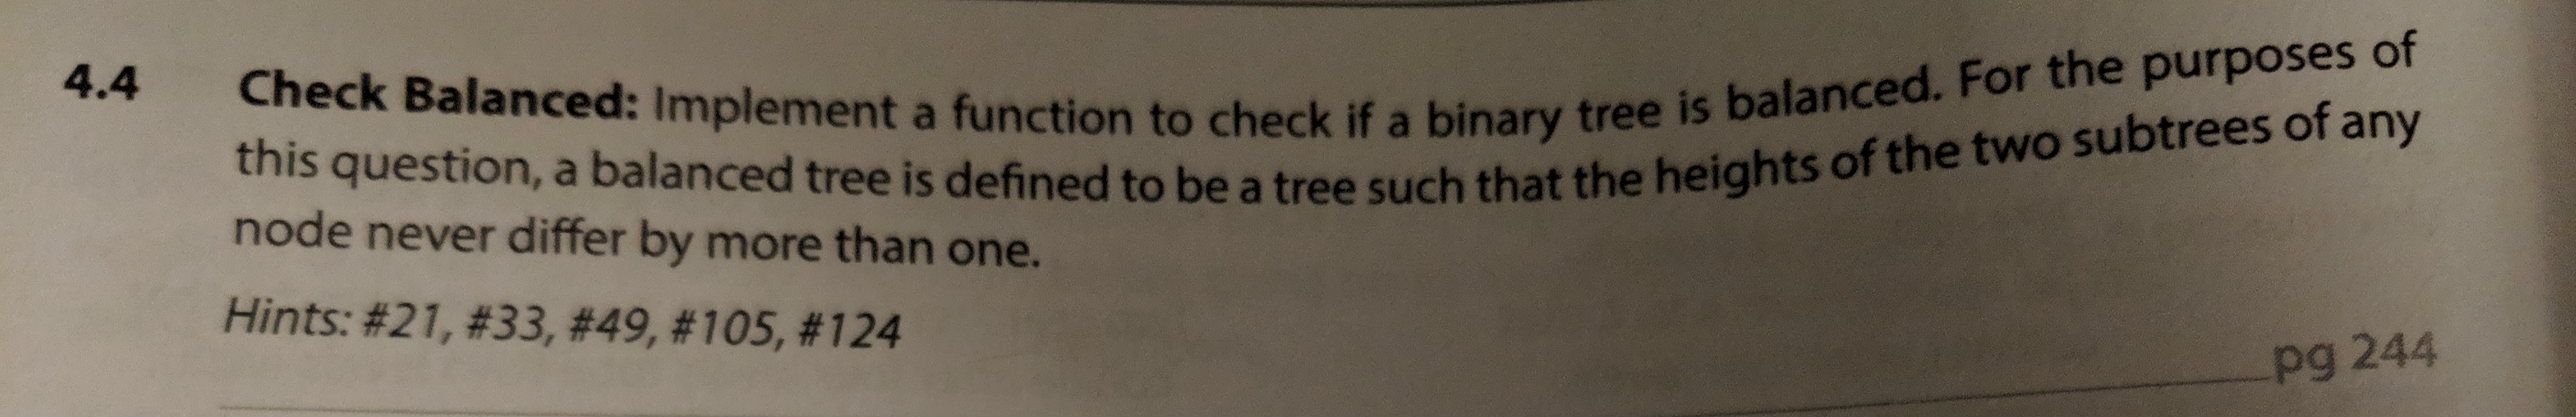 4.4 Check Balanced: Implement a function to check if a binary tree is balanced. For the purposes of
this question, a balanced tree is defined to be a tree such that the heights of the two subtrees of any
node never differ by more than one.
Hints: #21, #33, #49, #105, #124
pg 244